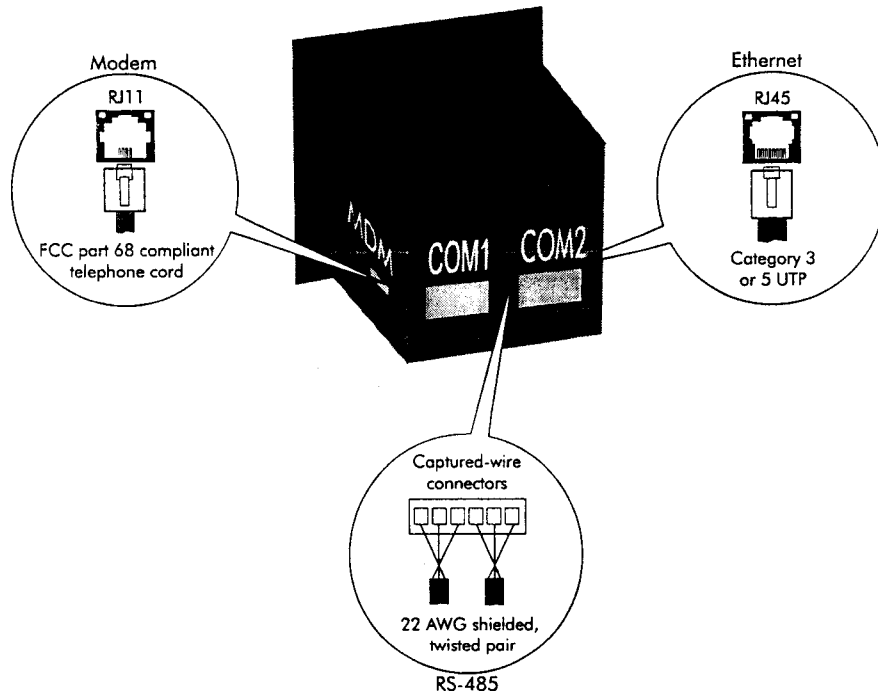 Modem
RJ11
FCC part 68 compliant
telephone cord
Ethernet
RJ45
Category 3
or 5 UTP
MDM
COM1
COM2
Captured-wire
connectors
22 AWG shielded,
twisted pair
RS-485